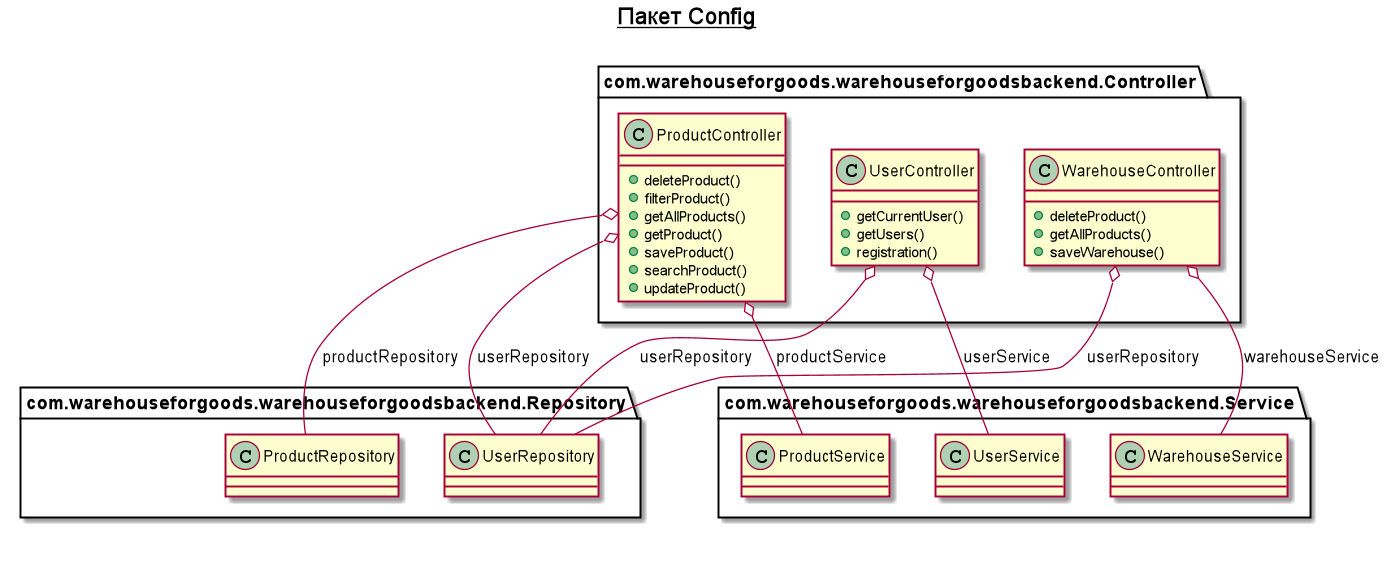 Пакет Config
com.warehouseforgoods.warehouseforgoodsbackend.Controller
C ProductController
deleteProduct()
filterProduct()
getAllProducts()
getProduct()
saveProduct()
searchProduct()
updateProduct()
C UserController
getCurrentUser()
getUsers()
registration()
C WarehouseController
deleteProduct()
getAllProducts()
saveWarehouse()
productRepository
userRepository
userRepository
productService
userService
userRepository
warehouseService
com.warehouseforgoods.warehouseforgoodsbackend.Repository
C ProductRepository
C UserRepository
com.warehouseforgoods.warehouseforgoodsbackend.Service
C ProductService
C UserService
C WarehouseService